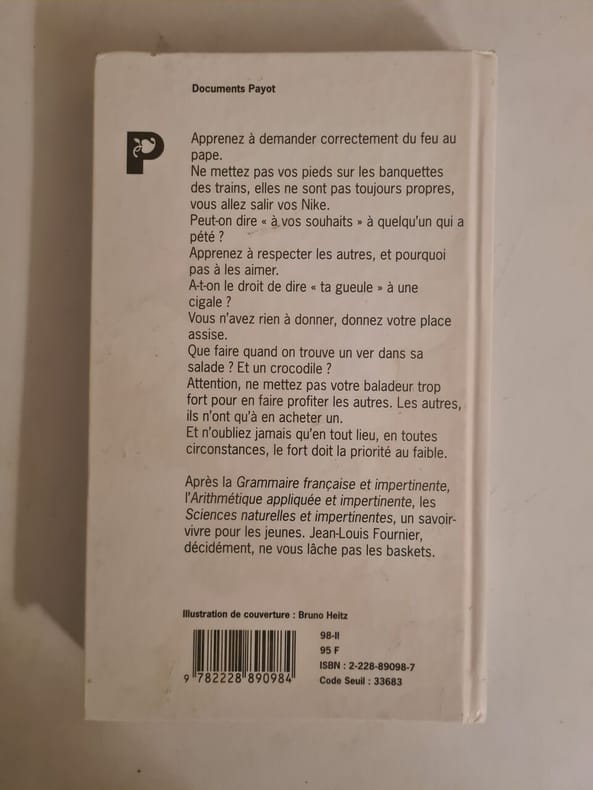 Documents Payot
P
Apprenez à demander correctement du feu au
pape.
Ne mettez pas vos pieds sur les banquettes
des trains, elles ne sont pas toujours propres,
vous allez salir vos Nike.
Peut-on dire « à vos souhaits » à quelqu'un qui a
pété ?
Apprenez à respecter les autres, et pourquoi
pas à les aimer.
A-t-on le droit de dire « ta gueule » à une
cigale ?
Vous n'avez rien à donner, donnez votre place
assise.
Que faire quand on trouve un ver dans sa
salade ? Et un crocodile ?
Attention, ne mettez pas votre baladeur trop
fort pour en faire profiter les autres. Les autres,
ils n'ont qu'à en acheter un.
Et n'oubliez jamais qu'en tout lieu, en toutes
circonstances, le fort doit la priorité au faible.
Après la Grammaire française et impertinente,
l'Arithmétique appliquée et impertinente, les
Sciences naturelles et impertinentes, un savoir-
vivre pour les jeunes. Jean-Louis Fournier,
décidément, ne vous lâche pas les baskets.
Illustration de couverture : Bruno Heitz
9 782228 890984
98-II
95 F
ISBN : 2-228-89098-7
Code Seuil : 33683